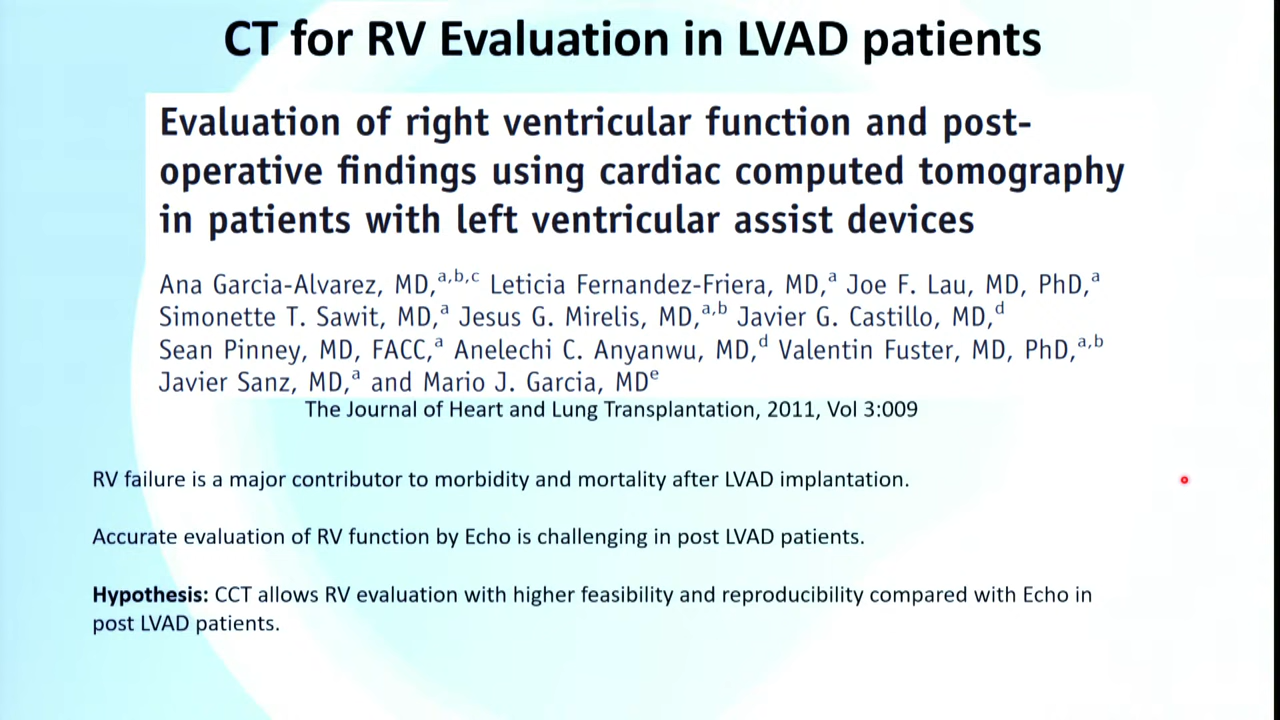 CT for RV Evaluation in LVAD patients
Evaluation of right ventricular function and post-
operative findings using cardiac computed tomography
in patients with left ventricular assist devices
Ana Garcia-Alvarez, MD,a,b,c Leticia Fernandez-Friera, MD,a Joe F. Lau, MD, PhD,a
Simonette T. Sawit, MD,a Jesus G. Mirelis, MD,a,b Javier G. Castillo, MD,d
Sean Pinney, MD, FACC,a Anelechi C. Anyanwu, MD,d Valentin Fuster, MD, PhD,a,b
Javier Sanz, MD,a and Mario J. Garcia, MDe
The Journal of Heart and Lung Transplantation, 2011, Vol 3:009
RV failure is a major contributor to morbidity and mortality after LVAD implantation.
Accurate evaluation of RV function by Echo is challenging in post LVAD patients.
Hypothesis: CCT allows RV evaluation with higher feasibility and reproducibility compared with Echo in
post LVAD patients.